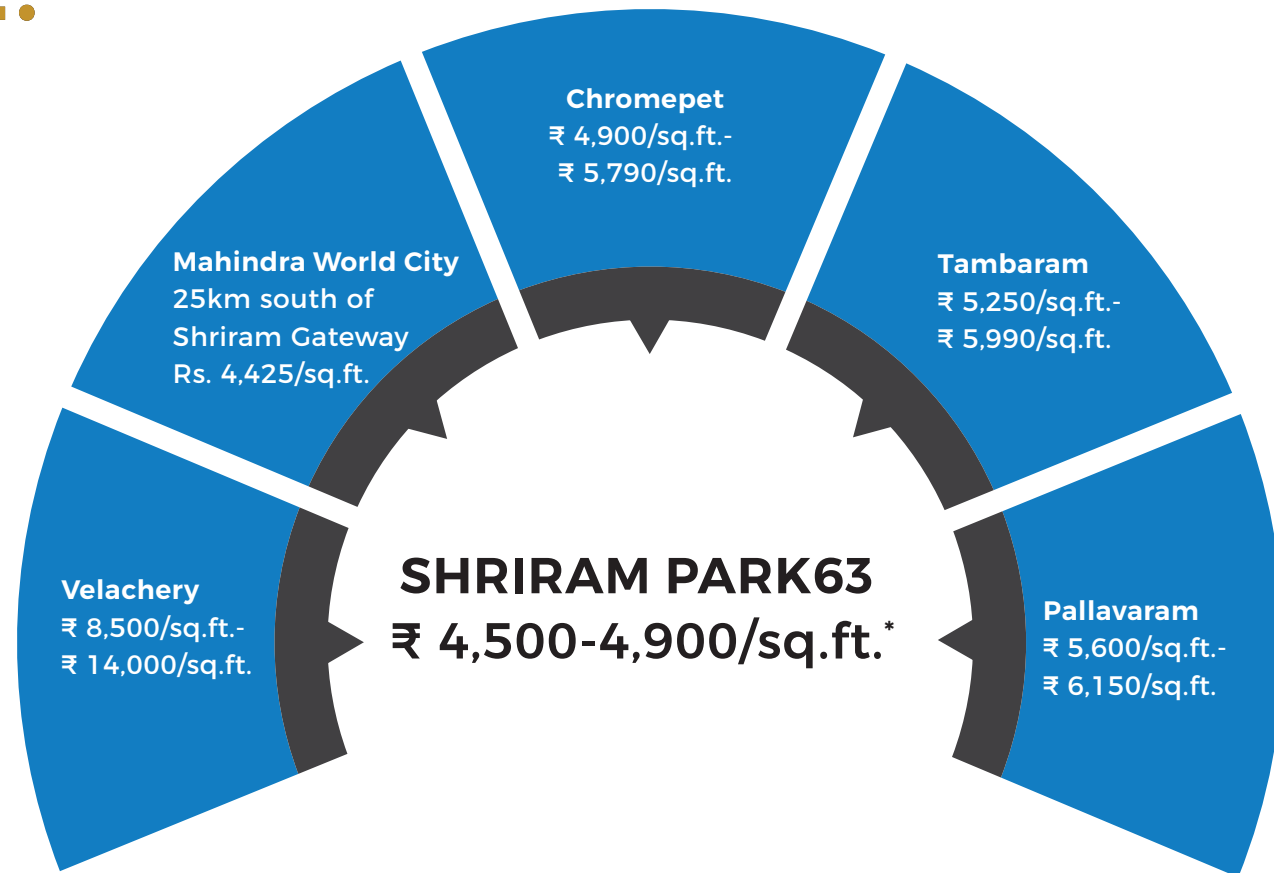 Chromepet
₹ 4,900/sq.ft.-
₹ 5,790/sq.ft.
Mahindra World City
25km south of
Shriram Gateway
Rs. 4,425/sq.ft.
Tambaram
₹ 5,250/sq.ft.-
₹ 5,990/sq.ft.
Velachery
₹ 8,500/sq.ft.-
₹ 14,000/sq.ft.
SHRIRAM PARK63
₹ 4,500-4,900/sq.ft.*
Pallavaram
₹ 5,600/sq.ft.-
₹ 6,150/sq.ft.